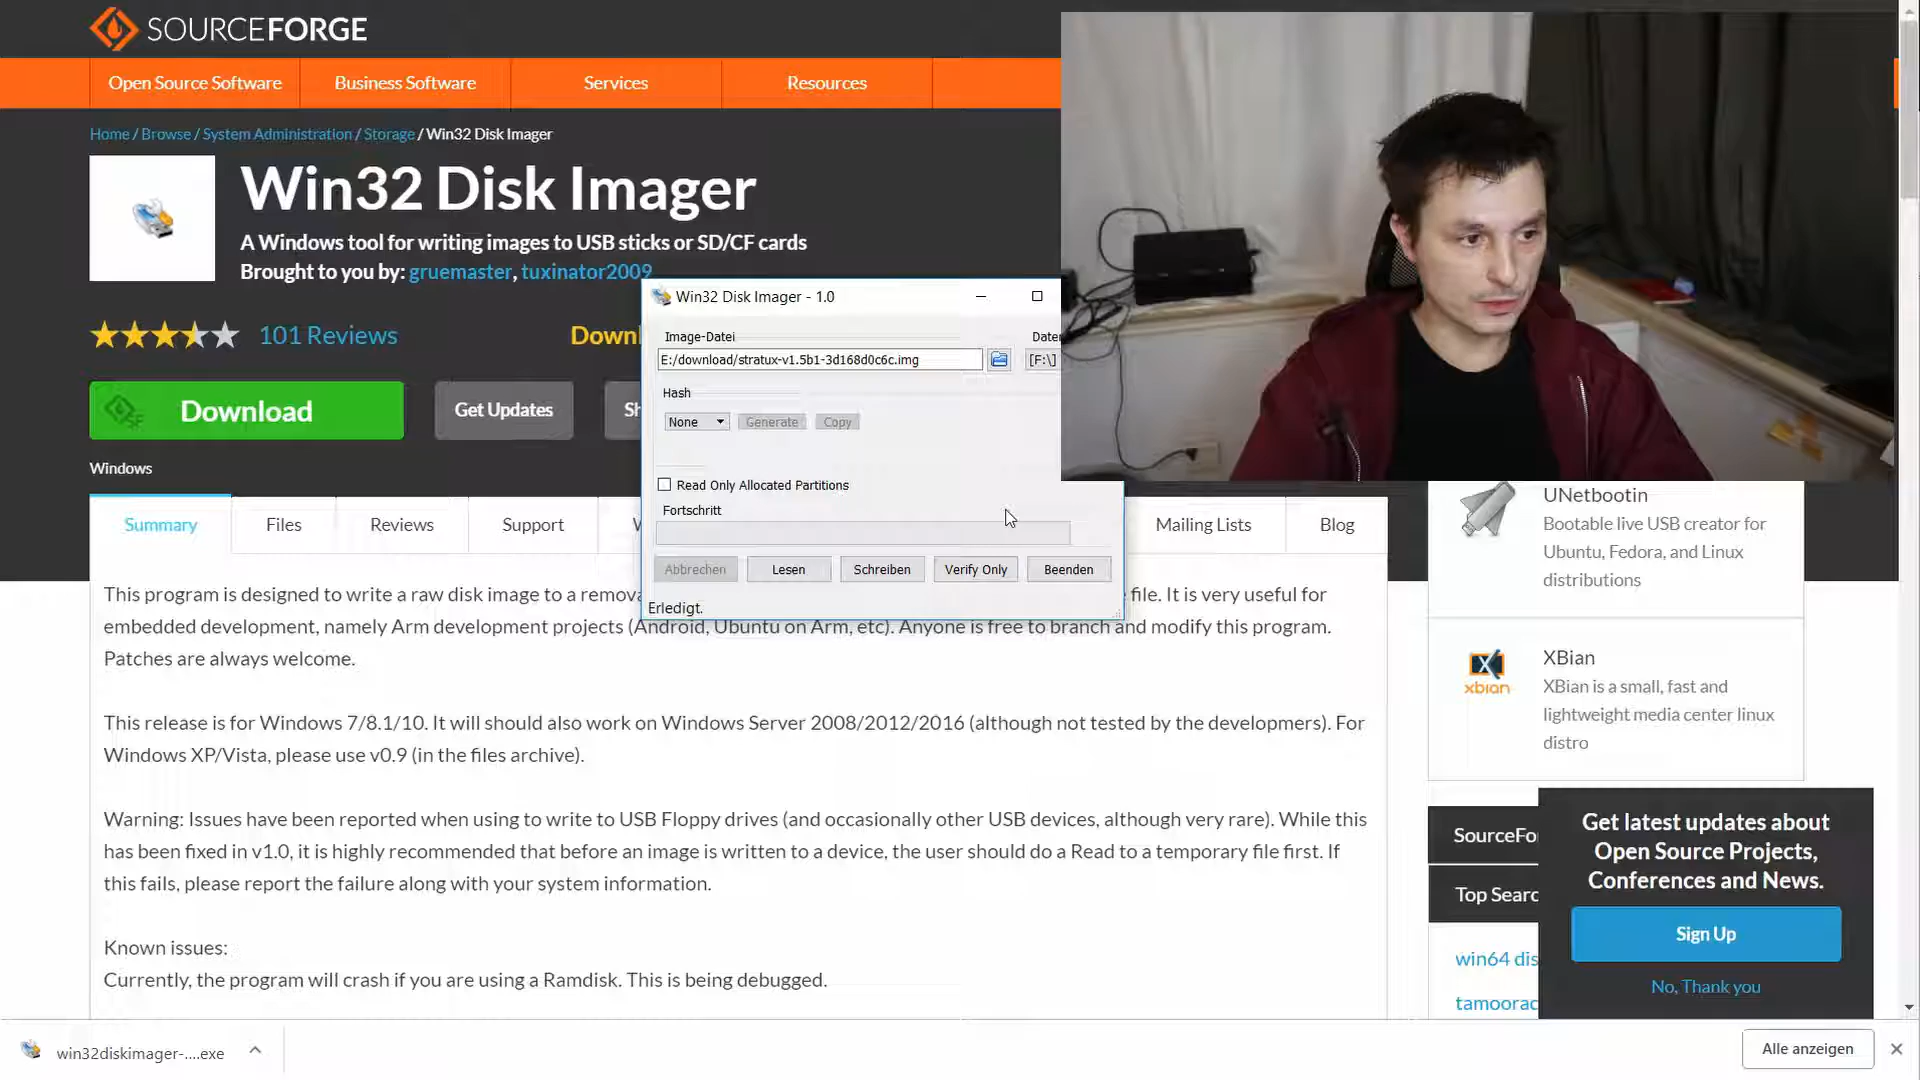 SOURCEFORGE
Open Source Software
Business Software
Services
Resources
Home / Browse / System Administration / Storage / Win32 Disk Imager
Win32 Disk Imager
A Windows tool for writing images to USB sticks or SD/CF cards
Brought to you by: gruemaster, tuxinator2009
101 Reviews
Downl
Download
Get Updates
Sh
Windows
Summary
Files
Reviews
Support
Mailing Lists
Blog
Win32 Disk Imager - 1.0
Image-Datei
Daten
E:/download/stratux-v1.5b1-3d168d0c6c.img
[F:\]
Hash
None
Generate
Copy
Read Only Allocated Partitions
Fortschritt
Abbrechen
Lesen
Schreiben
Verify Only
Beenden
Erledigt.
This program is designed to write a raw disk image to a remova file. It is very useful for
embedded development, namely Arm development projects (Android, Ubuntu on Arm, etc). Anyone is free to branch and modify this program.
Patches are always welcome.
This release is for Windows 7/8.1/10. It will should also work on Windows Server 2008/2012/2016 (although not tested by the developmers). For
Windows XP/Vista, please use v0.9 (in the files archive).
Warning: Issues have been reported when using to write to USB Floppy drives (and occasionally other USB devices, although very rare). While this
has been fixed in v1.0, it is highly recommended that before an image is written to a device, the user should do a Read to a temporary file first. If
this fails, please report the failure along with your system information.
Known issues:
Currently, the program will crash if you are using a Ramdisk. This is being debugged.
UNetbootin
Bootable live USB creator for
Ubuntu, Fedora, and Linux
distributions
xbian
XBian
XBian is a small, fast and
lightweight media center linux
distro
SourceFo
Top Searc
win64 dis
tamoorac
Get latest updates about
Open Source Projects,
Conferences and News.
Sign Up
No, Thank you
win32diskimager-....exe
Alle anzeigen